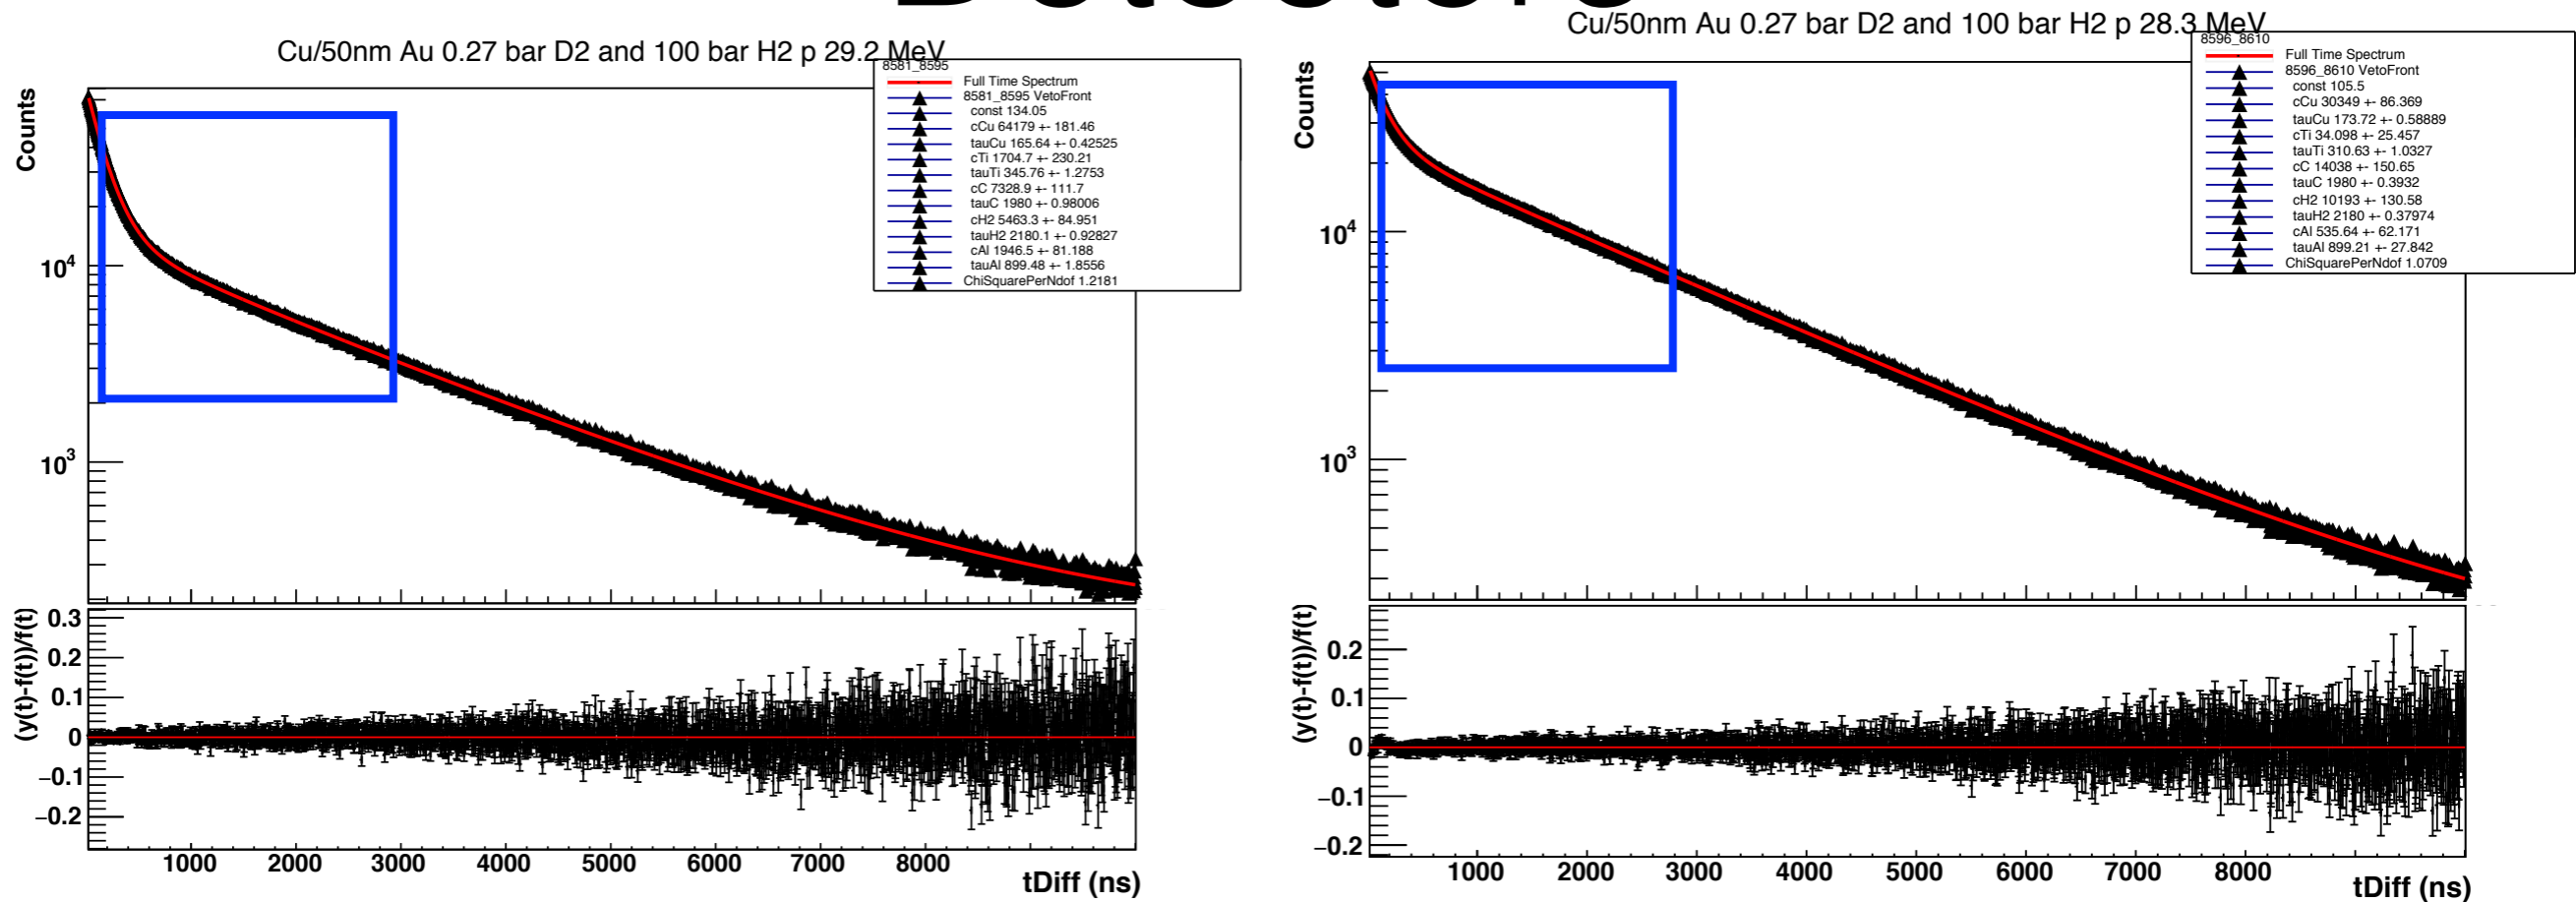 Detectors
Cu/50nm Au 0.27 bar D2 and 100 bar H2 p 29.2 MeV
8581_8595
Full Time Spectrum
8581_8595 VetoFront
const 134.05
cCu 64179 +- 181.46
tauCu 165.64 +- 0.42525
cTi 1704.7 +- 230.21
tauTi 345.76 +- 1.2753
cC 7328.9 +- 111.7
tauC 1980 +- 0.98006
cH2 5463.3 +- 84.951
tauH2 2180.1 +- 0.92827
cAl 1946.5 +- 81.188
tauAl 899.48 +- 1.8556
ChiSquarePerNdof 1.2181
Counts
10⁴
10³
(y(t)-f(t))/f(t)
0.3
0.2
0.1
0
−0.1
−0.2
1000 2000 3000 4000 5000 6000 7000 8000
tDiff (ns)
Cu/50nm Au 0.27 bar D2 and 100 bar H2 p 28.3 MeV
8596_8610
Full Time Spectrum
8596_8610 VetoFront
const 105.5
cCu 30349 +- 86.369
tauCu 173.72 +- 0.58889
cTi 34.098 +- 25.457
tauTi 310.63 +- 1.0327
cC 14038 +- 150.65
tauC 1980 +- 0.3932
cH2 10193 +- 130.58
tauH2 2180 +- 0.37974
cAl 535.64 +- 62.171
tauAl 899.21 +- 27.842
ChiSquarePerNdof 1.0709
Counts
10⁴
10³
(y(t)-f(t))/f(t)
0.2
0.1
0
−0.1
−0.2
1000 2000 3000 4000 5000 6000 7000 8000
tDiff (ns)